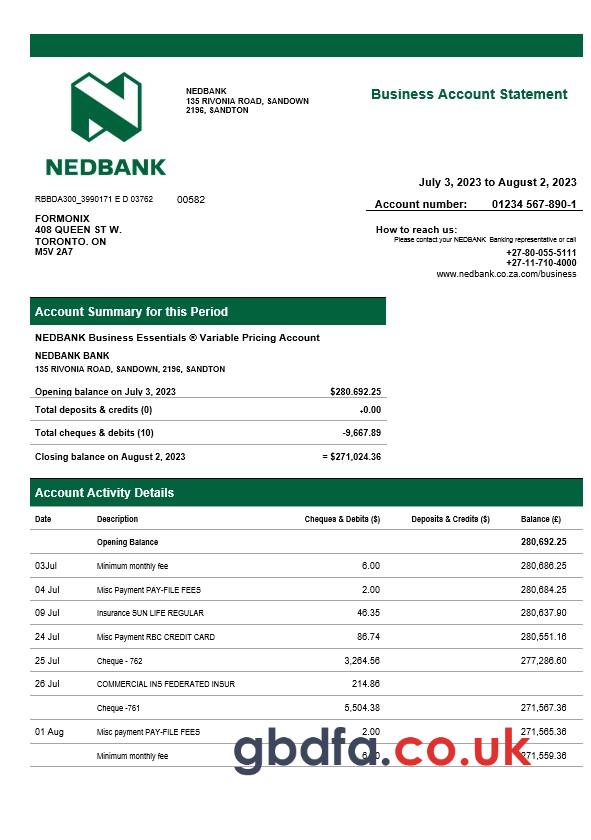 NEDBANK
135 RIVONIA ROAD, SANDOWN
2196, SANDTON
Business Account Statement
NEDBANK
July 3, 2023 to August 2, 2023
RBBDA300_3990171 E D 03762 00582
Account number: 01234 567-890-1
FORMONIX
408 QUEEN ST W.
TORONTO. ON
M5V 2A7
How to reach us:
Please contact your NEDBANK Banking representative or call
+27-80-055-5111
+27-11-710-4000
www.nedbank.co.za.com/business
Account Summary for this Period
NEDBANK Business Essentials ® Variable Pricing Account
NEDBANK BANK
135 RIVONIA ROAD, SANDOWN, 2196, SANDTON
Opening balance on July 3, 2023 $280.692.25
Total deposits & credits (0) +0.00
Total cheques & debits (10) -9,667.89
Closing balance on August 2, 2023 = $271,024.36
Account Activity Details
Date Description Cheques & Debits ($) Deposits & Credits ($) Balance (£)
Opening Balance 280,692.25
03Jul Minimum monthly fee 6.00 280,686.25
04 Jul Misc Payment PAY-FILE FEES 2.00 280,684.25
09 Jul Insurance SUN LIFE REGULAR 46.35 280,637.90
24 Jul Misc Payment RBC CREDIT CARD 86.74 280,551.16
25 Jul Cheque - 762 3,264.56 277,286.60
26 Jul COMMERCIAL INS FEDERATED INSUR 214.86
Cheque -761 5,504.38 271,567.36
01 Aug Misc payment PAY-FILE FEES 2.00 271,565.36
Minimum monthly fee 271,559.36
gbdfa.co.uk